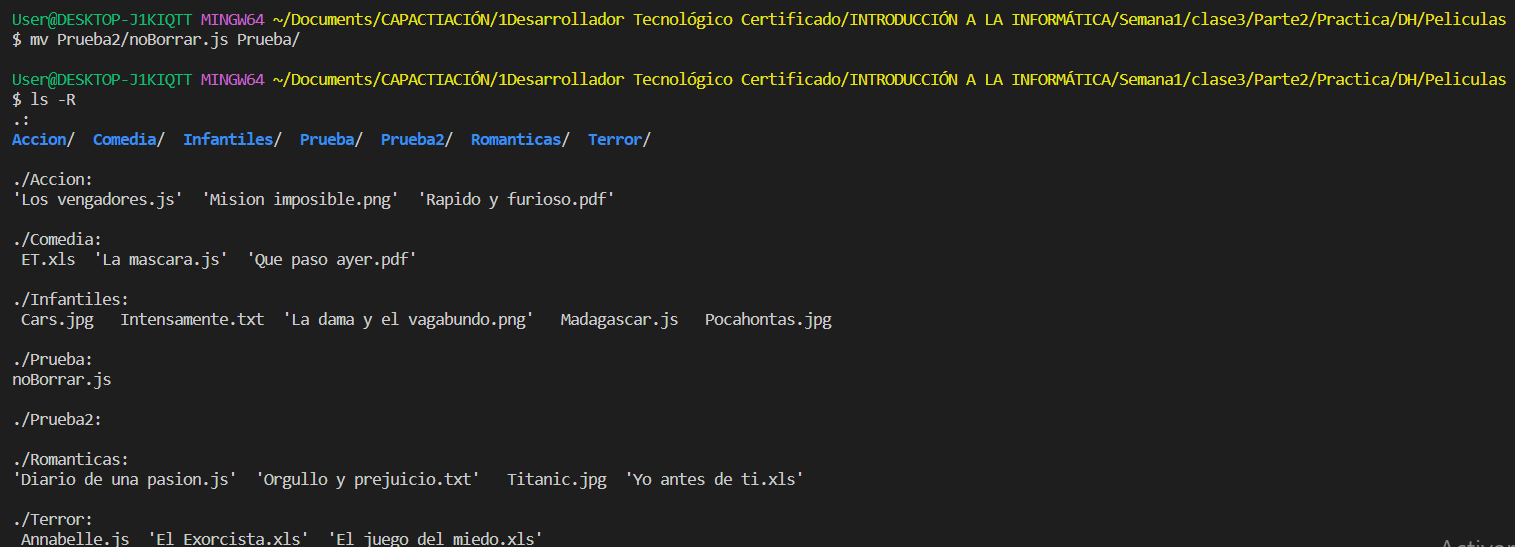 User@DESKTOP-J1KIQTT MINGW64 ~/Documents/CAPACTIACIÓN/1Desarrollador Tecnológico Certificado/INTRODUCCIÓN A LA INFORMÁTICA/Semana1/clase3/Parte2/Practica/DH/Peliculas
$ mv Prueba2/noBorrar.js Prueba/
User@DESKTOP-J1KIQTT MINGW64 ~/Documents/CAPACTIACIÓN/1Desarrollador Tecnológico Certificado/INTRODUCCIÓN A LA INFORMÁTICA/Semana1/clase3/Parte2/Practica/DH/Peliculas
$ ls -R
.:
Accion/  Comedia/  Infantiles/  Prueba/  Prueba2/  Romanticas/  Terror/
./Accion:
'Los vengadores.js'  'Mision imposible.png'  'Rapido y furioso.pdf'
./Comedia:
ET.xls  'La mascara.js'  'Que paso ayer.pdf'
./Infantiles:
Cars.jpg   Intensamente.txt  'La dama y el vagabundo.png'   Madagascar.js   Pocahontas.jpg
./Prueba:
noBorrar.js
./Prueba2:
./Romanticas:
'Diario de una pasion.js'  'Orgullo y prejuicio.txt'   Titanic.jpg  'Yo antes de ti.xls'
./Terror:
Annabelle.js  'El Exorcista.xls'  'El juego del miedo.xls'